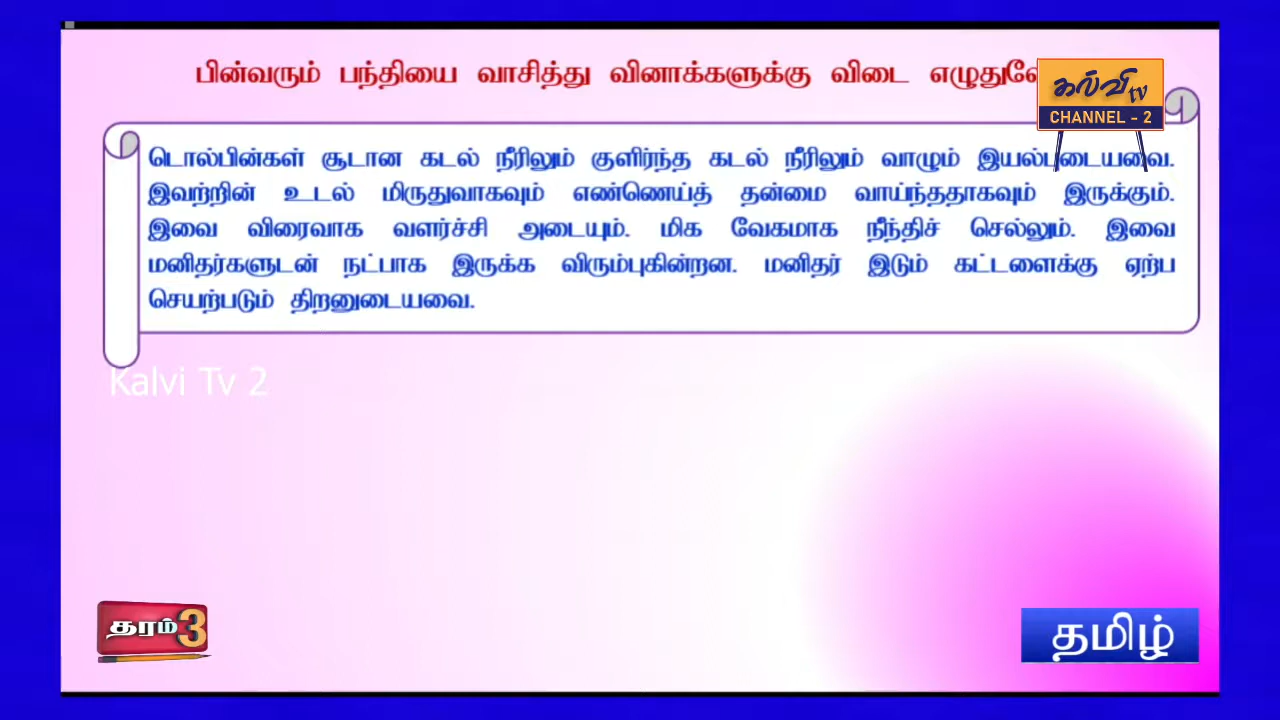 பின்வரும் பந்தியை வாசித்து வினாக்களுக்கு விடை
கல்வி tv
CHANNEL - 2
டொல்பின்கள் சூடான கடல் நீரிலும் குளிர்ந்த கடல் நீரிலும் வாழும் இயல்புடையவை.
இவற்றின் உடல் மிருதுவாகவும் எண்ணெய்த் தன்மை வாய்ந்ததாகவும் இருக்கும்.
இவை விரைவாக வளர்ச்சி அடையும். மிக வேகமாக நீந்திச் செல்லும். இவை
மனிதர்களுடன் நட்பாக இருக்க விரும்புகின்றன. மனிதர் இடும் கட்டளைக்கு ஏற்ப
செயற்படும் திறனுடையவை.
Kalvi Tv 2
தரம் 3
தமிழ்